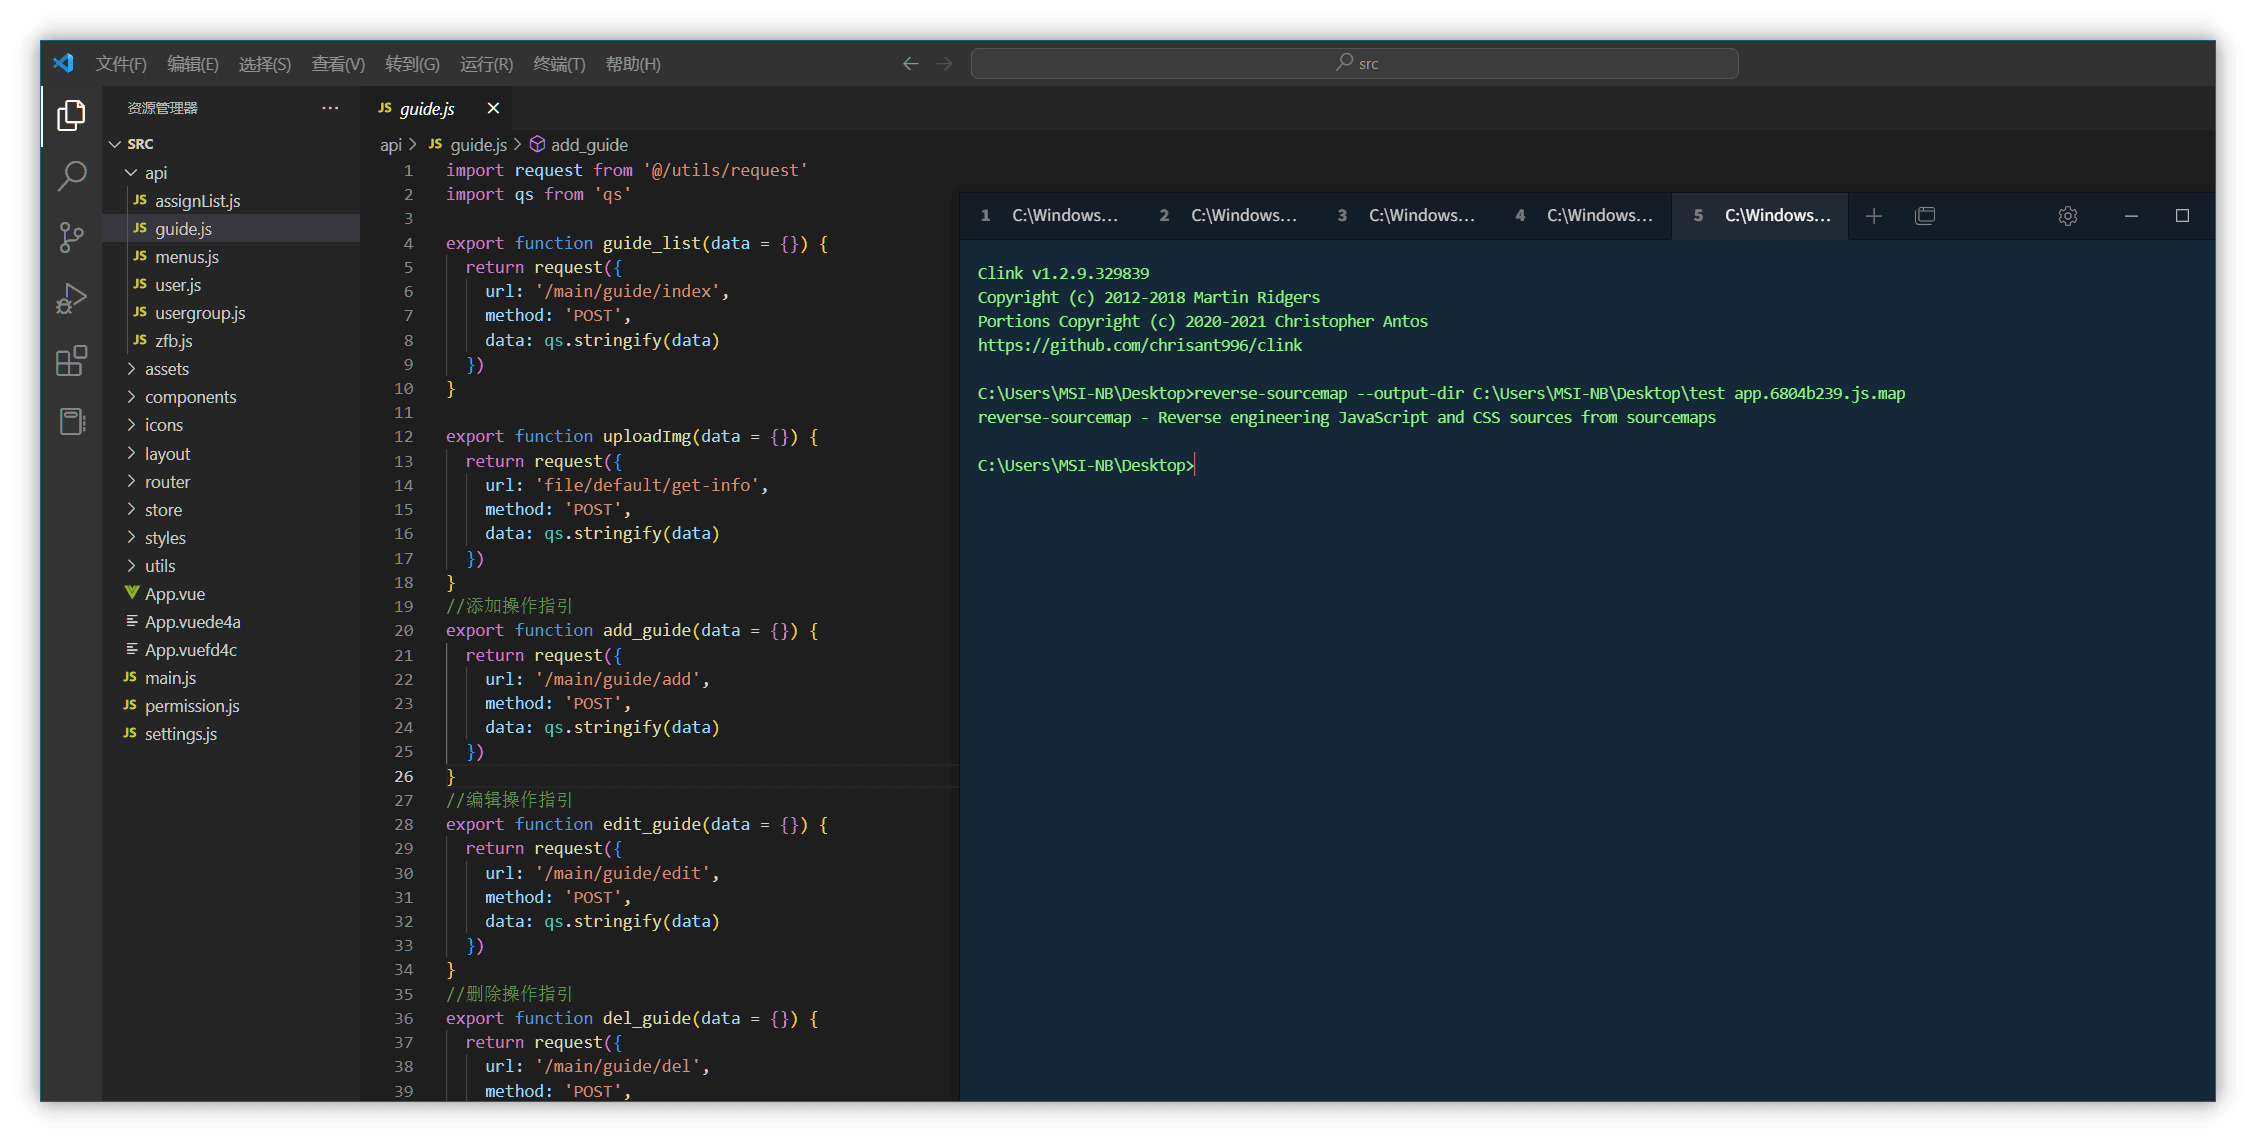 文件(F) 编辑(E) 选择(S) 查看(V) 转到(G) 运行(R) 终端(T) 帮助(H) src
资源管理器
SRC
api
JS assignList.js
JS guide.js
JS menus.js
JS user.js
JS usergroup.js
JS zfb.js
assets
components
icons
layout
router
store
styles
utils
App.vue
App.vuede4a
App.vuefd4c
JS main.js
JS permission.js
JS settings.js
JS guide.js
api JS guide.js add_guide
1 import request from '@/utils/request'
2 import qs from 'qs'
3
4 export function guide_list(data = {}) {
5 return request({
6 url: '/main/guide/index',
7 method: 'POST',
8 data: qs.stringify(data)
9 })
10 }
11
12 export function uploadImg(data = {}) {
13 return request({
14 url: 'file/default/get-info',
15 method: 'POST',
16 data: qs.stringify(data)
17 })
18 }
19 //添加操作指引
20 export function add_guide(data = {}) {
21 return request({
22 url: '/main/guide/add',
23 method: 'POST',
24 data: qs.stringify(data)
25 })
26 }
27 //编辑操作指引
28 export function edit_guide(data = {}) {
29 return request({
30 url: '/main/guide/edit',
31 method: 'POST',
32 data: qs.stringify(data)
33 })
34 }
35 //删除操作指引
36 export function del_guide(data = {}) {
37 return request({
38 url: '/main/guide/del',
39 method: 'POST',
1 C:\Windows... 2 C:\Windows... 3 C:\Windows... 4 C:\Windows... 5 C:\Windows...
Clink v1.2.9.329839
Copyright (c) 2012-2018 Martin Ridgers
Portions Copyright (c) 2020-2021 Christopher Antos
https://github.com/chrisant996/clink
C:\Users\MSI-NB\Desktop>reverse-sourcemap --output-dir C:\Users\MSI-NB\Desktop\test app.6804b239.js.map
reverse-sourcemap - Reverse engineering JavaScript and CSS sources from sourcemaps
C:\Users\MSI-NB\Desktop>